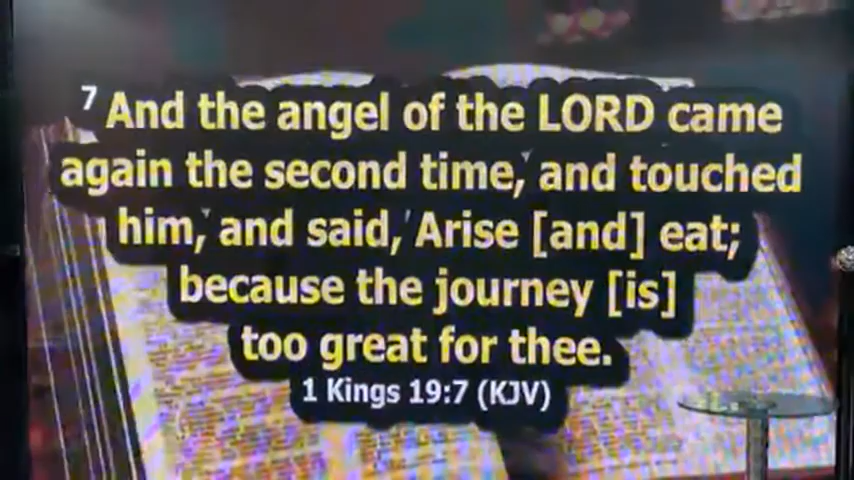 7 And the angel of the LORD came
again the second time, and touched
him, and said, Arise [and] eat;
because the journey [is]
too great for thee.
1 Kings 19:7 (KJV)